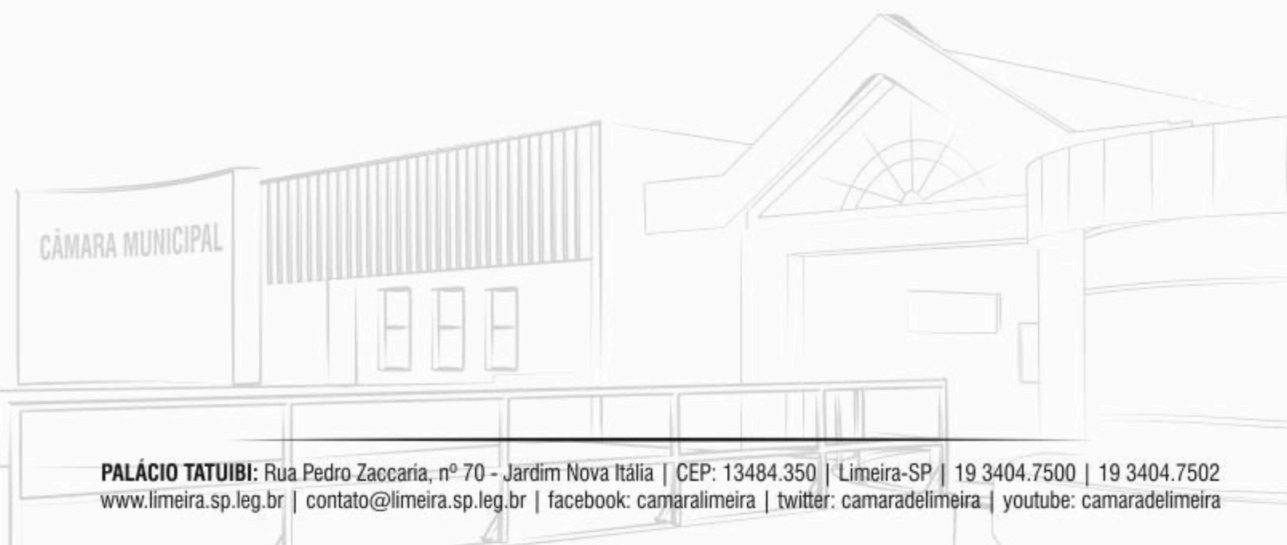 CÂMARA MUNICIPAL
PALÁCIO TATUIBI: Rua Pedro Zaccaria, nº 70 - Jardim Nova Itália | CEP: 13484.350 | Limeira-SP | 19 3404.7500 | 19 3404.7502
www.limeira.sp.leg.br | contato@limeira.sp.leg.br | facebook: camaralimeira | twitter: camaradelimeira | youtube: camaradelimeira